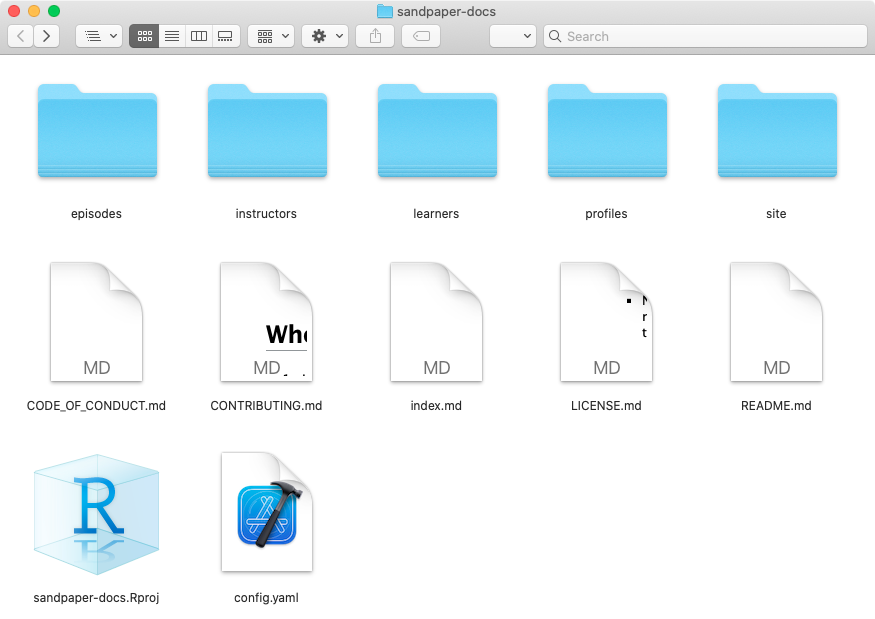 sandpaper-docs
Search
episodes
instructors
learners
profiles
site
MD
Whe
MD
MD
N
r
t
MD
MD
CODE_OF_CONDUCT.md
CONTRIBUTING.md
index.md
LICENSE.md
README.md
R
sandpaper-docs.Rproj
config.yaml